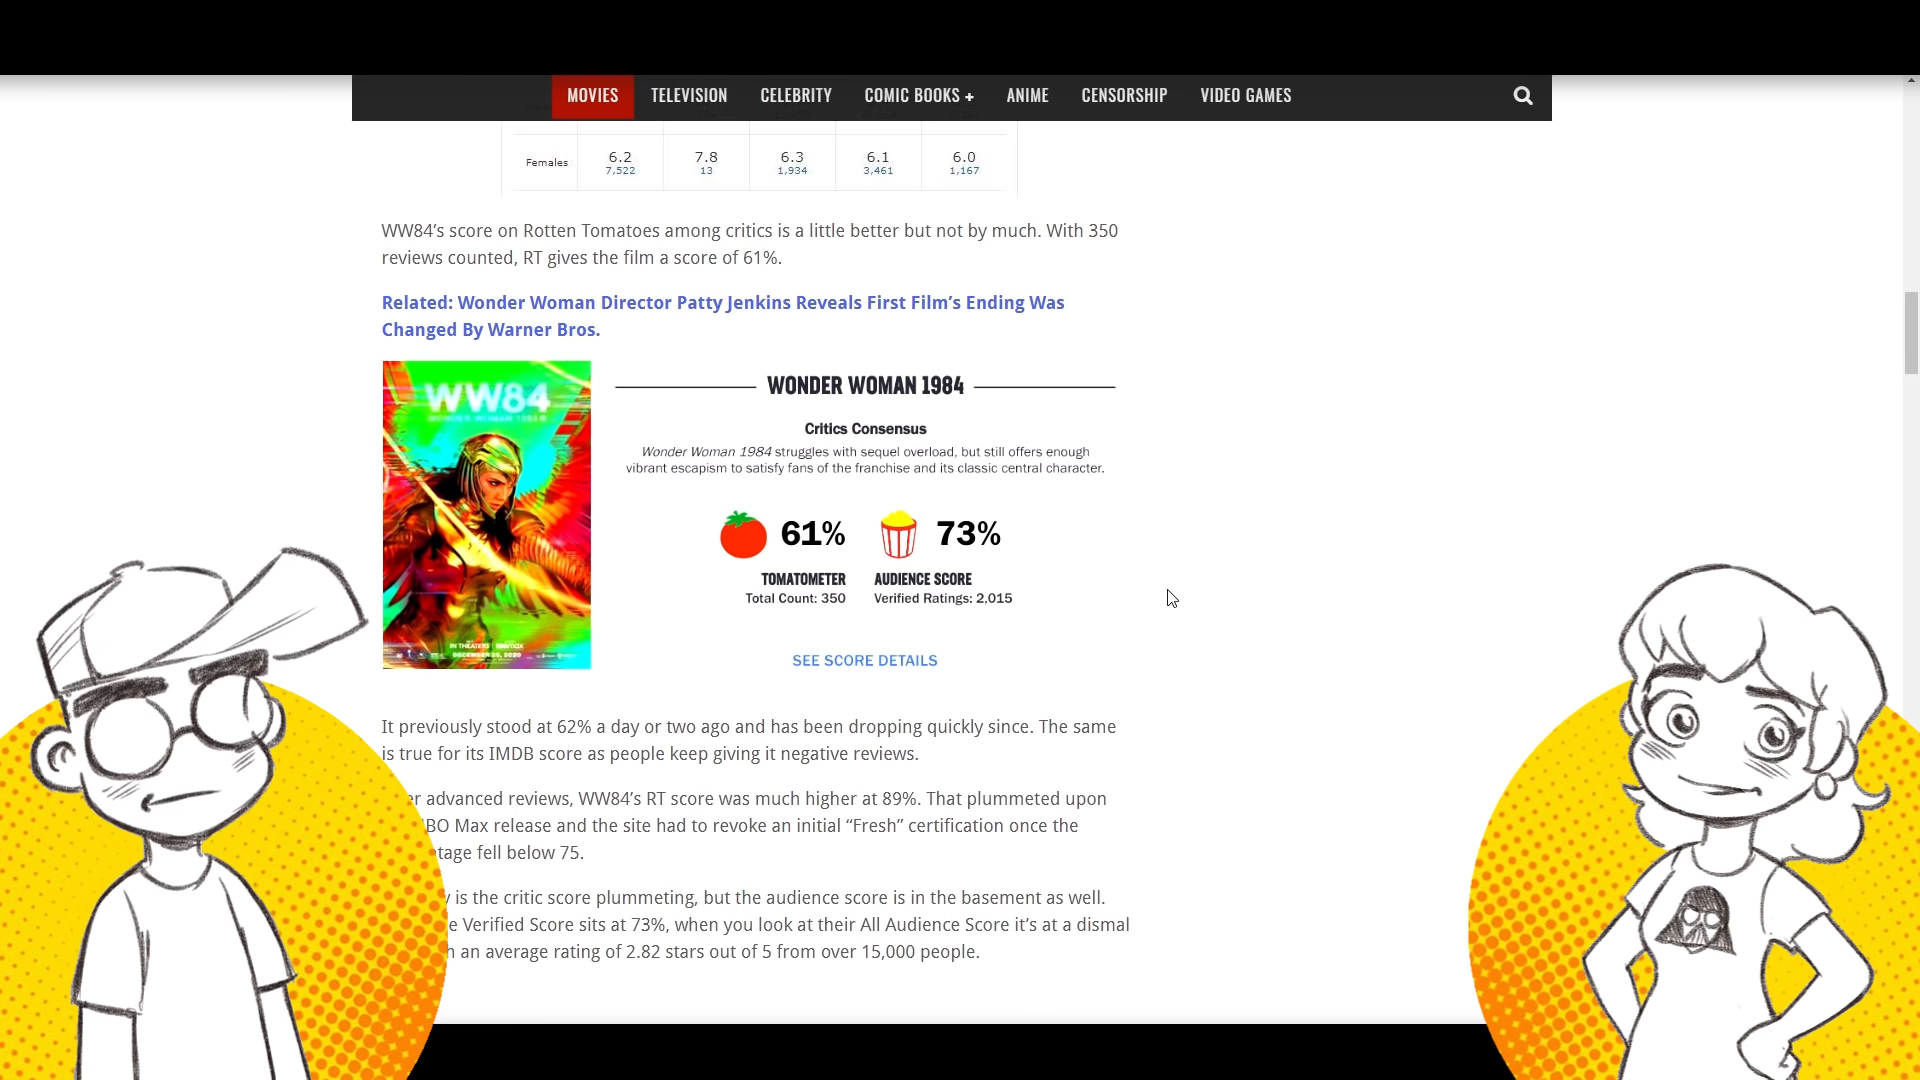 MOVIES TELEVISION CELEBRITY COMIC BOOKS + ANIME CENSORSHIP VIDEO GAMES
Females 6.2 7.8 6.3 6.1 6.0
7,522 13 1,934 3,461 1,167
WW84’s score on Rotten Tomatoes among critics is a little better but not by much. With 350
reviews counted, RT gives the film a score of 61%.
Related: Wonder Woman Director Patty Jenkins Reveals First Film’s Ending Was
Changed By Warner Bros.
WW84
WONDER WOMAN 1984
Critics Consensus
Wonder Woman 1984 struggles with sequel overload, but still offers enough
vibrant escapism to satisfy fans of the franchise and its classic central character.
61% 73%
TOMATOMETER AUDIENCE SCORE
Total Count: 350 Verified Ratings: 2,015
SEE SCORE DETAILS
IN THEATERS
DECEMBER 25, 2020
It previously stood at 62% a day or two ago and has been dropping quickly since. The same
is true for its IMDB score as people keep giving it negative reviews.
er advanced reviews, WW84’s RT score was much higher at 89%. That plummeted upon
BO Max release and the site had to revoke an initial “Fresh” certification once the
tage fell below 75.
y is the critic score plummeting, but the audience score is in the basement as well.
e Verified Score sits at 73%, when you look at their All Audience Score it’s at a dismal
n an average rating of 2.82 stars out of 5 from over 15,000 people.